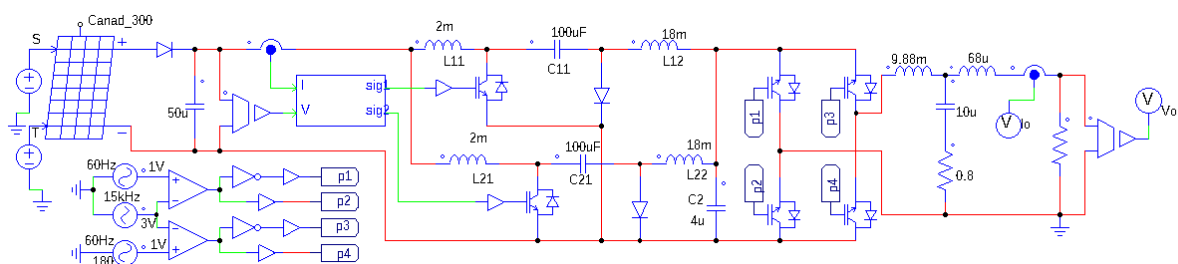 Canad_300
S
+
T
−
50u
I
V
sig1
sig2
2m
L11
100uF
C11
18m
L12
2m
L21
100uF
C21
18m
L22
C2
4u
p1
p3
p2
p4
9.88m
68u
10u
0.8
V
Io
V
Vo
60Hz
1V
15kHz
3V
60Hz
1V
180
+
−
−
+
p1
p2
p3
p4